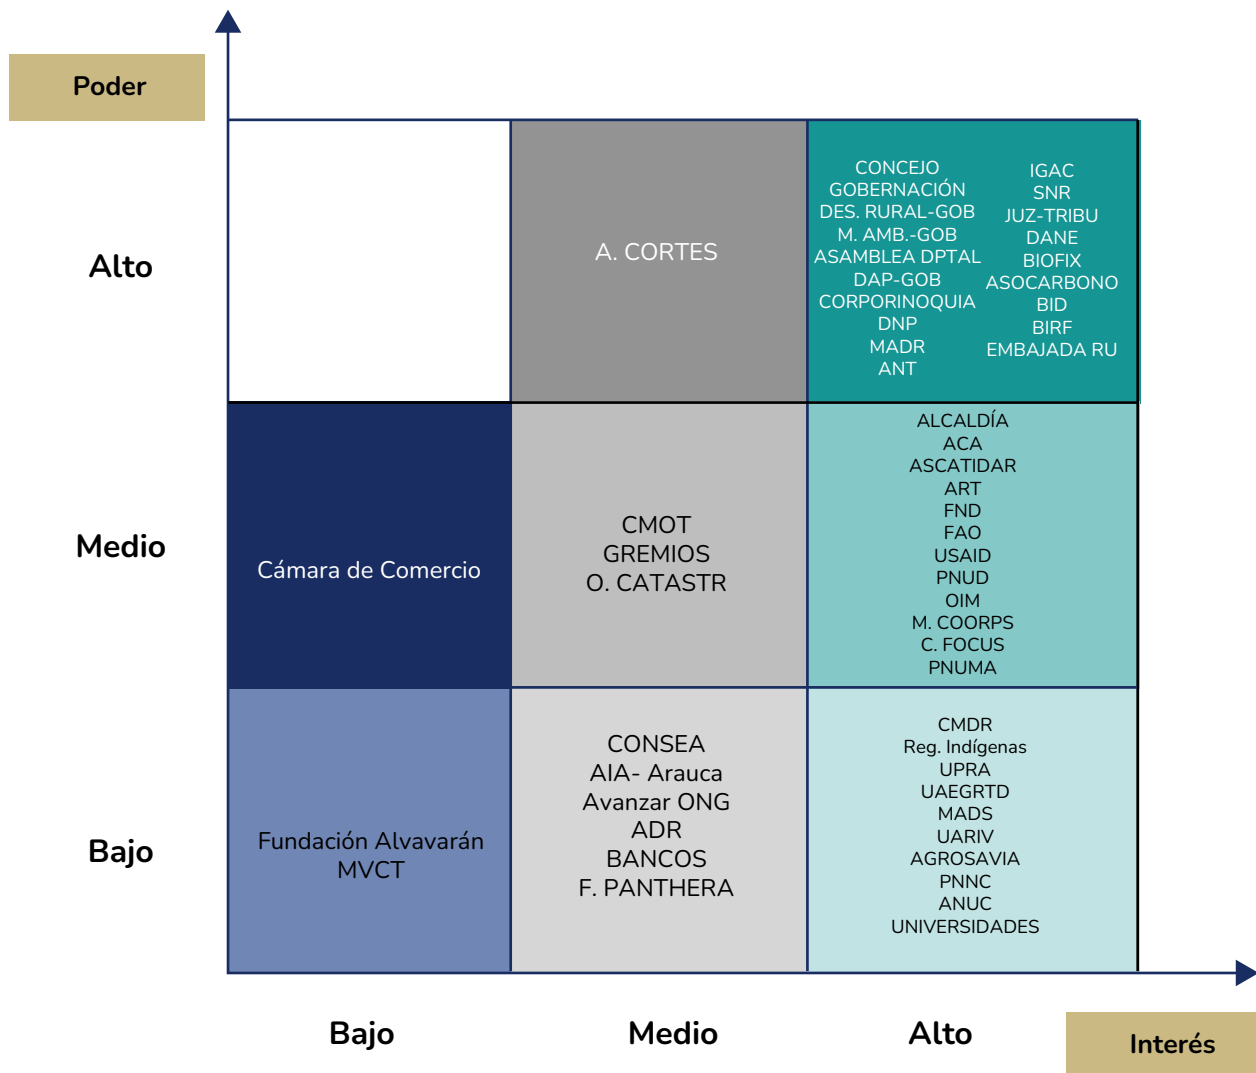 Poder
Alto
A. CORTES
CONCEJO
GOBERNACIÓN
DES. RURAL-GOB
M. AMB.-GOB
ASAMBLEA DPTAL
DAP-GOB
CORPORINOQUIA
DNP
MADR
ANT
IGAC
SNR
JUZ-TRIBU
DANE
BIOFIX
ASOCARBONO
BID
BIRF
EMBAJADA RU
Medio
Cámara de Comercio
CMOT
GREMIOS
O. CATASTR
ALCALDÍA
ACA
ASCATIDAR
ART
FND
FAO
USAID
PNUD
OIM
M. COORPS
C. FOCUS
PNUMA
Bajo
Fundación Alvavarán
MVCT
CONSEA
AIA- Arauca
Avanzar ONG
ADR
BANCOS
F. PANTHERA
CMDR
Reg. Indígenas
UPRA
UAEGRTD
MADS
UARIV
AGROSAVIA
PNNC
ANUC
UNIVERSIDADES
Bajo
Medio
Alto
Interés